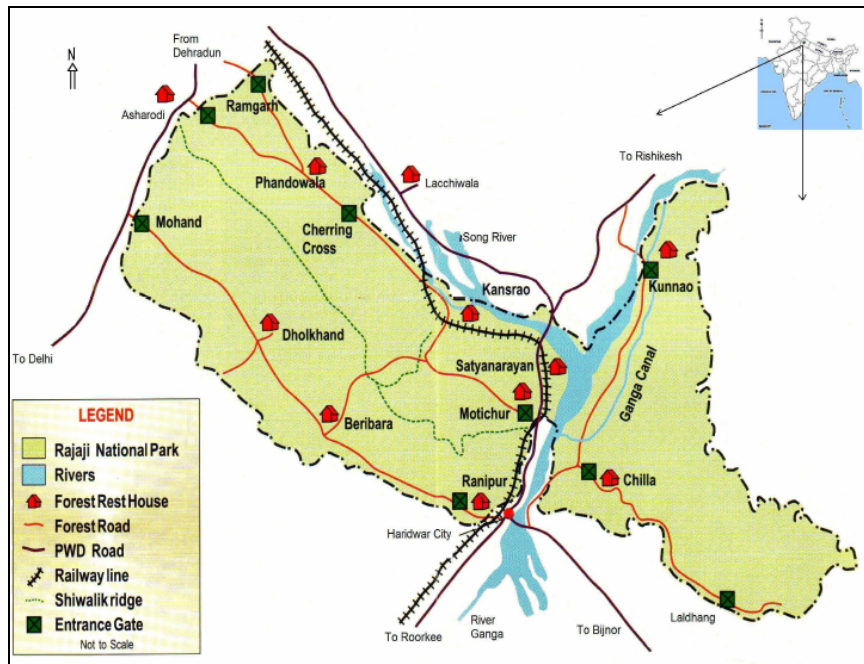 From
Dehradun
N
Ramgarh
Asharodi
To Rishikesh
Phandowala
Lacchiwala
Mohand
Cherring
Cross
Song River
Kansrao
Kunnao
Dholkhand
To Delhi
Satyanarayan
Ganga Canal
Motichur
Beribara
LEGEND
Rajaji National Park
Rivers
Forest Rest House
Forest Road
PWD Road
Railway line
Shiwalik ridge
Entrance Gate
Not to Scale
Ranipur
Chilla
Haridwar City
Laldhang
To Roorkee
River
Ganga
To Bijnor